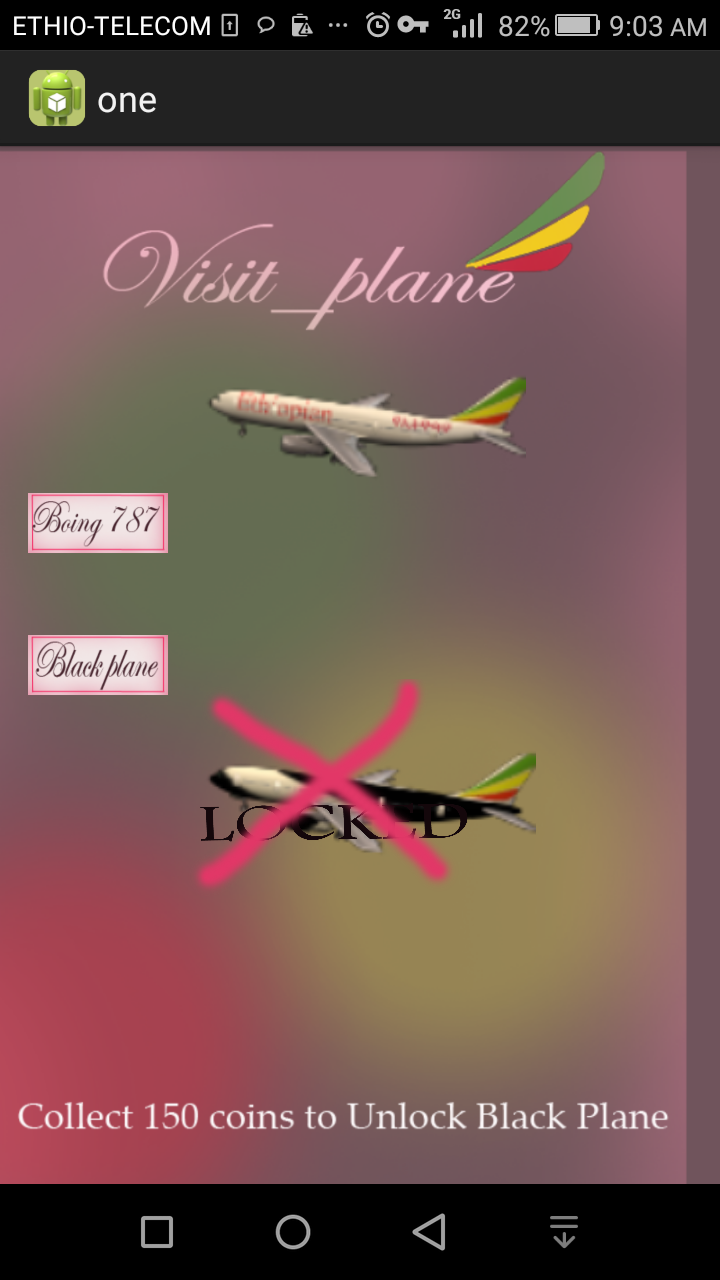 ETHIO-TELECOM 2G 82% 9:03 AM
one
Visit_plane
Ethiopian
Boing 787
Black plane
LOCKED
Collect 150 coins to Unlock Black Plane